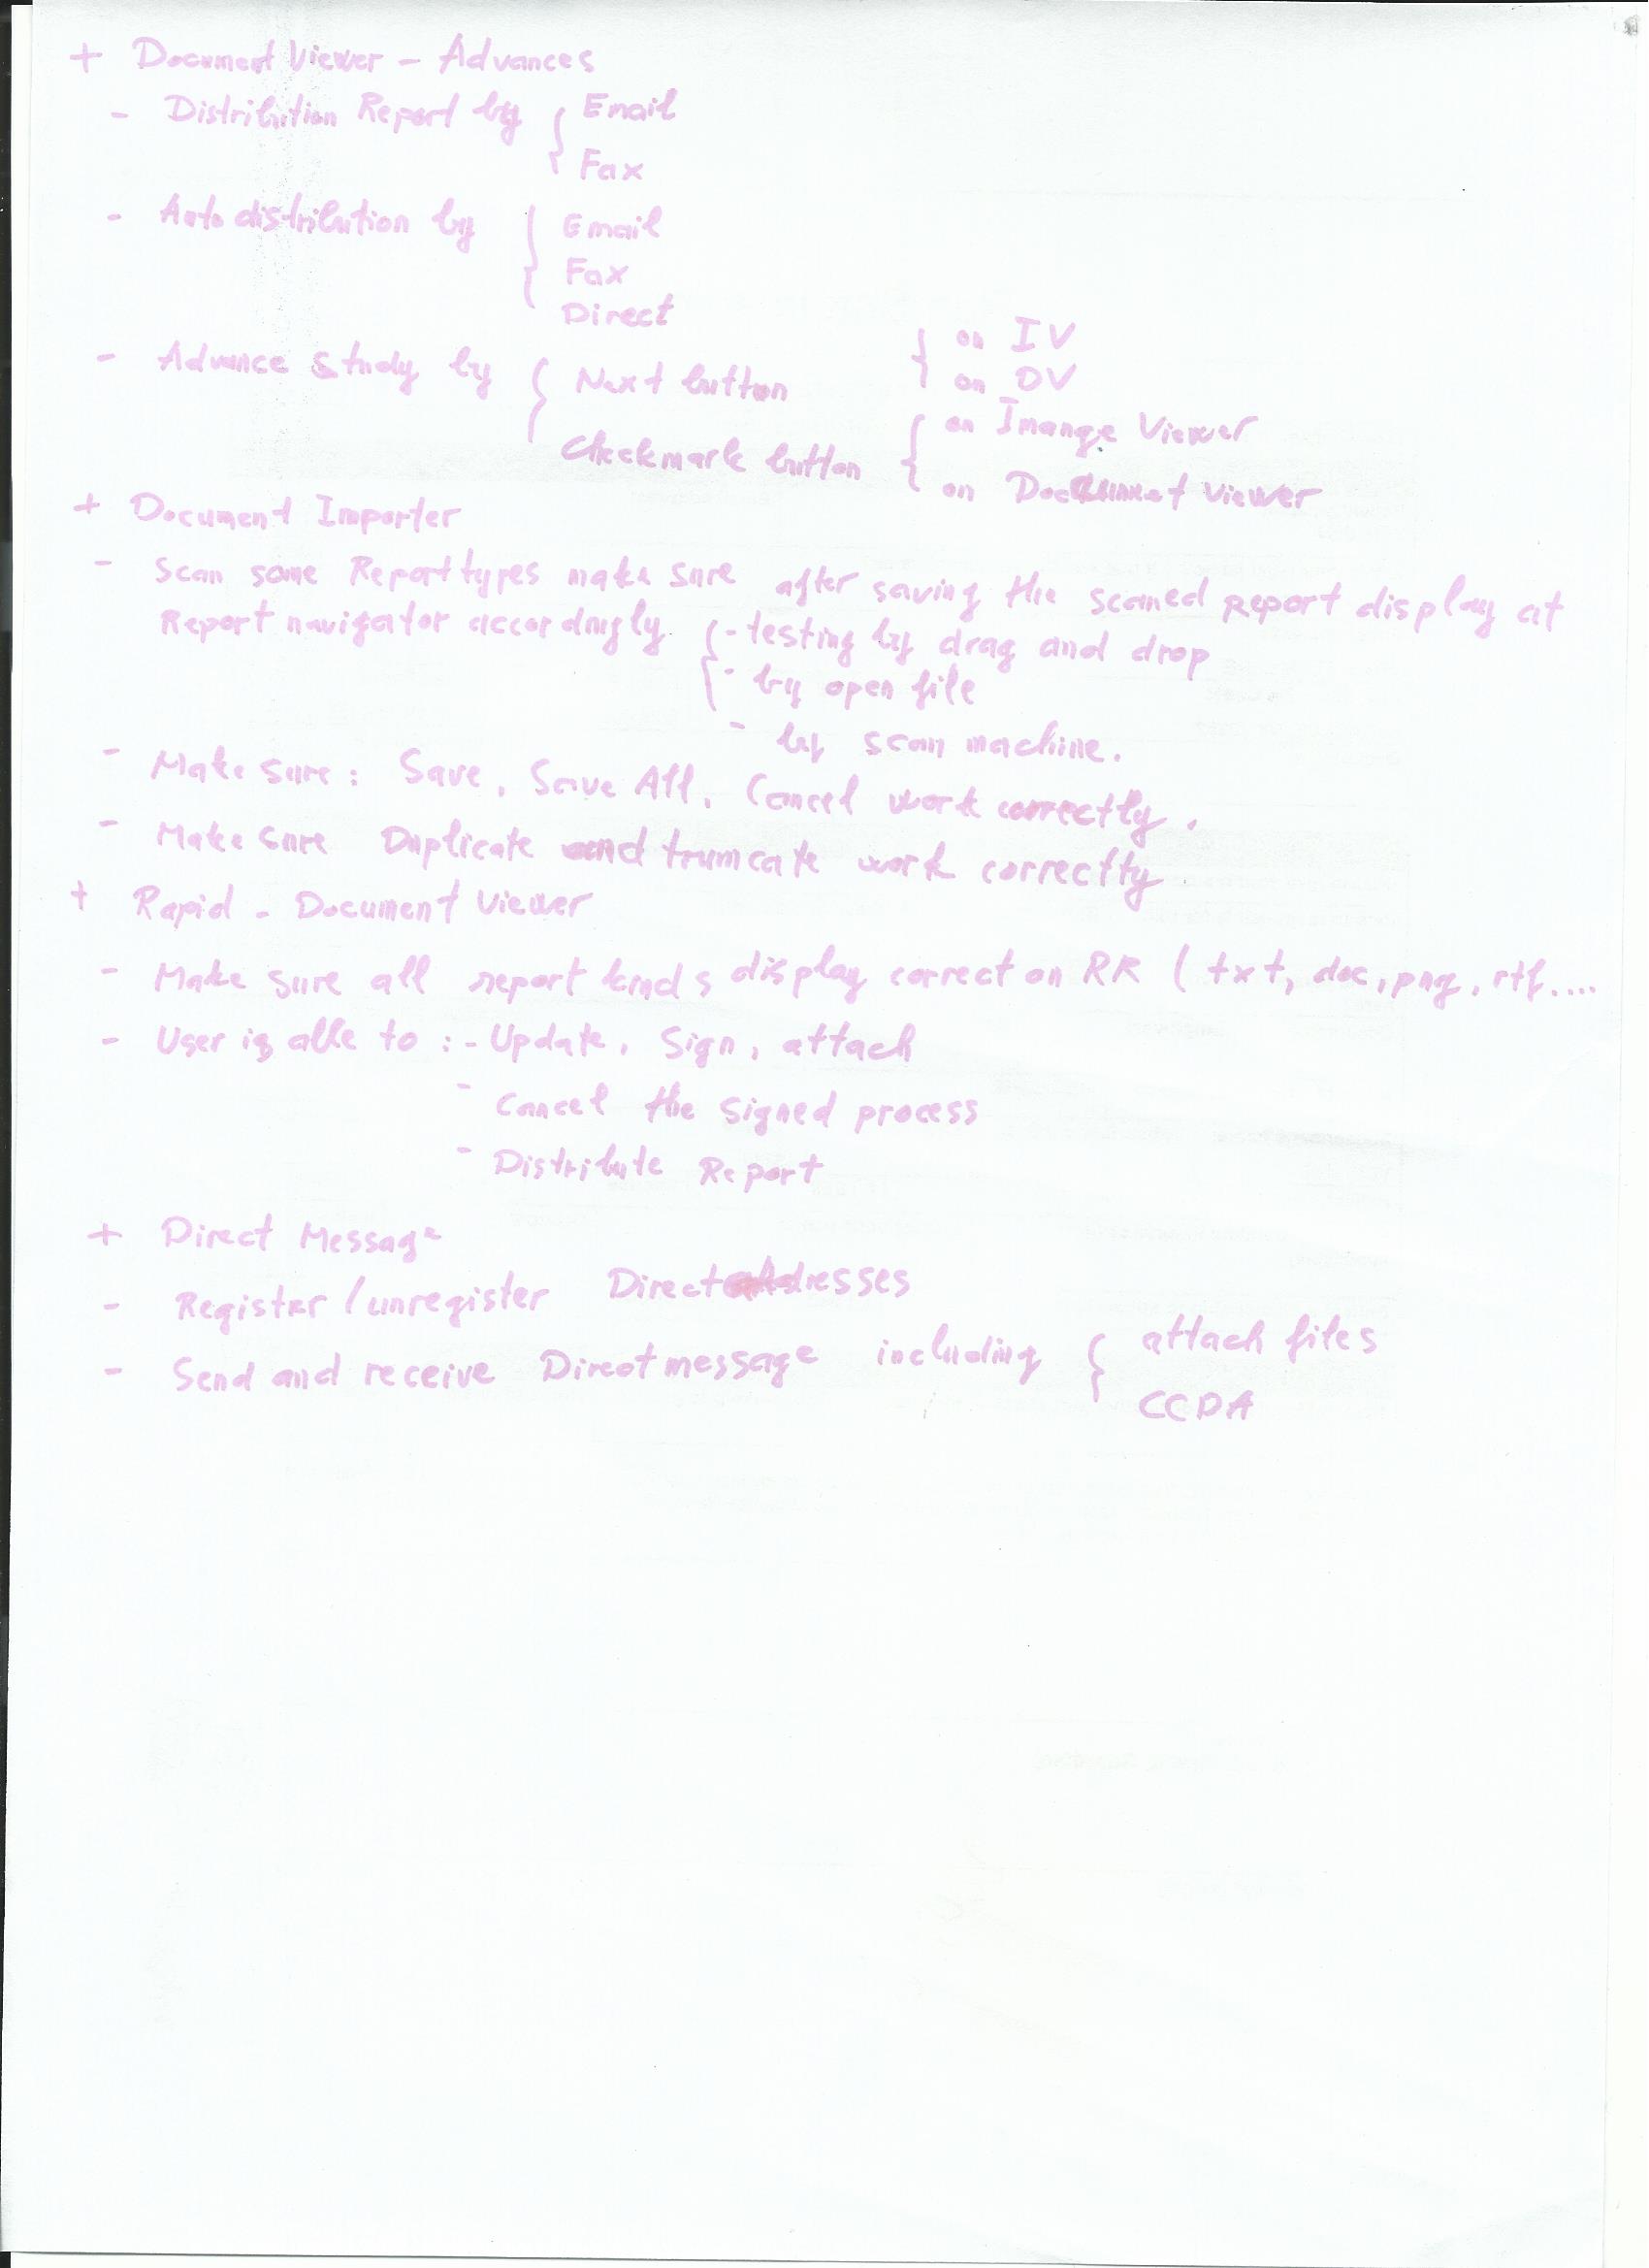 + Document Viewer - Advances
- Distribution Report by { Email
Fax
- Auto distribution by { Email
Fax
Direct
- Advance study by { Next button } on IV
on DV
Checkmark button { on Imange Viewer
on Document viewer
+ Document Importer
- Scan some Report types make sure after saving the scaned report display at
Report navigator accordingly. { - testing by drag and drop
- by open file
- by scan machine.
- Make sure: Save, Save All, Cancel work correctly.
- Make sure Duplicate and truncate work correctly.
+ Rapid - Document Viewer
- Make sure all report kinds display correct on RR ( txt, doc, png, rtf....
- User is able to : - Update, Sign, attach
- Cancel the signed process
- Distribute Report
+ Direct Message
- Register / unregister Direct adresses
- Send and receive Direct message including { attach files
CCDA